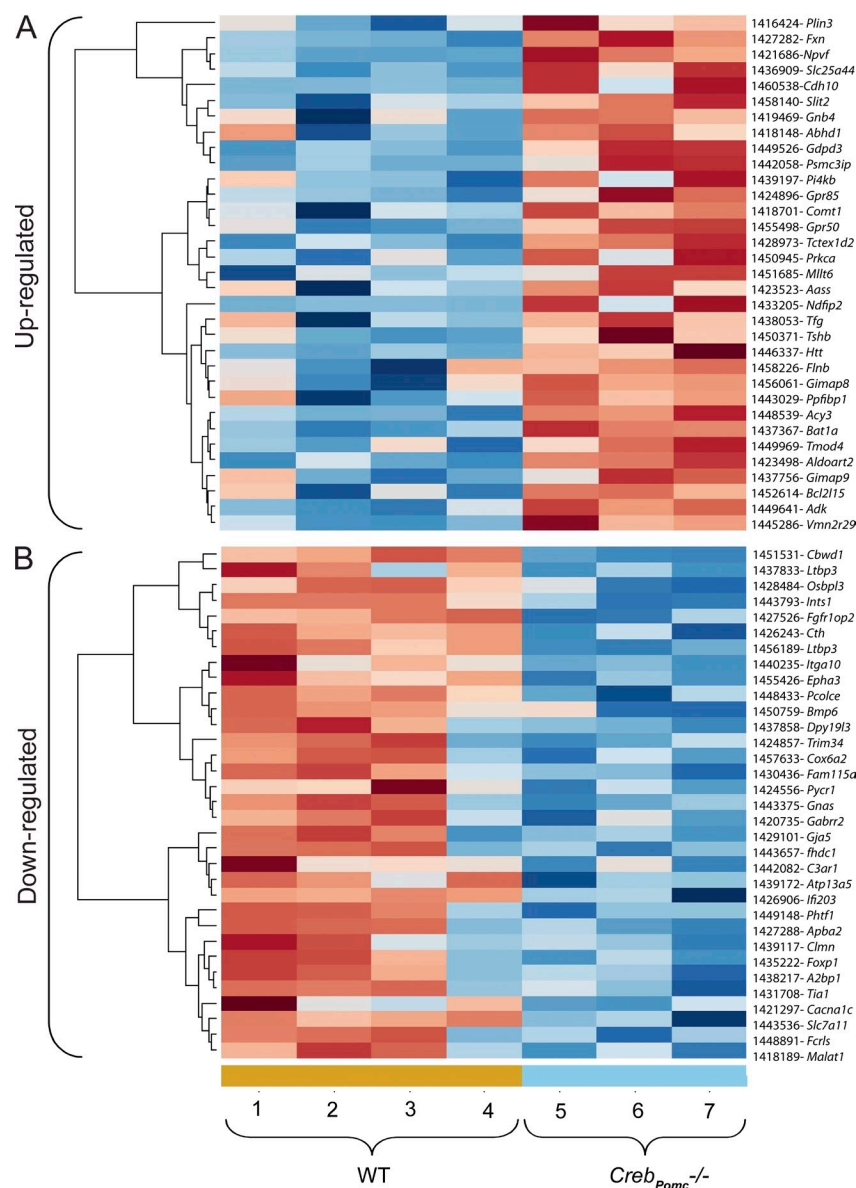 A
Up-regulated
1416424- Plin3
1427282- Fxn
1421686- Npvf
1436909- Slc25a44
1460538- Cdh10
1458140- Slit2
1419469- Gnb4
1418148- Abhd1
1449526- Gdpd3
1442058- Psmc3ip
1439197- Pi4kb
1424896- Gpr85
1418701- Comt1
1455498- Gpr50
1428973- Tctex1d2
1450945- Prkca
1451685- Mllt6
1423523- Aass
1433205- Ndfip2
1438053- Tfg
1450371- Tshb
1446337- Htt
1458226- Flnb
1456061- Gimap8
1443029- Ppfibp1
1448539- Acy3
1437367- Bat1a
1449969- Tmod4
1423498- Aldoart2
1437756- Gimap9
1452614- Bcl2l15
1449641- Adk
1445286- Vmn2r29
B
Down-regulated
1451531- Cbwd1
1437833- Ltbp3
1428484- Osbpl3
1443793- Ints1
1427526- Fgfr1op2
1426243- Cth
1456189- Ltbp3
1440235- Itga10
1455426- Epha3
1448433- Pcolce
1450759- Bmp6
1437858- Dpy19l3
1424857- Trim34
1457633- Cox6a2
1430436- Fam115a
1424556- Pycr1
1443375- Gnas
1420735- Gabrr2
1429101- Gja5
1443657- fhdc1
1442082- C3ar1
1439172- Atp13a5
1426906- Ifi203
1449148- Phtf1
1427288- Apba2
1439117- Clmn
1435222- Foxp1
1438217- A2bp1
1431708- Tia1
1421297- Cacna1c
1443536- Slc7a11
1448891- Fcrls
1418189- Malat1
1 2 3 4 5 6 7
WT Creb Pomc -/-